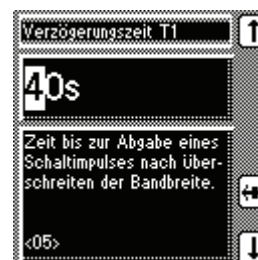 Verzögerungszeit T1
40s
Zeit bis zur Abgabe eines
Schaltimpulses nach über-
schreiten der Bandbreite.
<05>